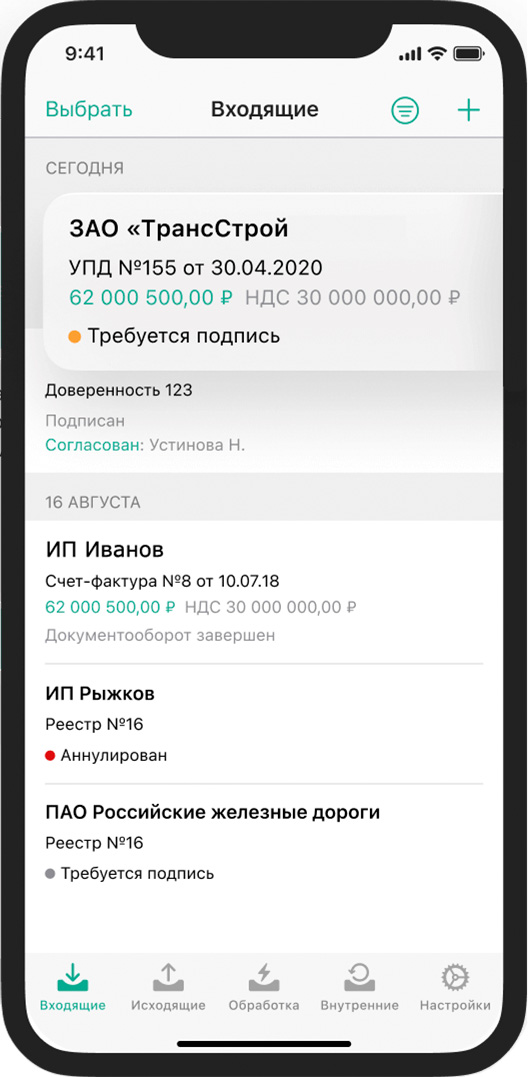 9:41
Выбрать Входящие
СЕГОДНЯ
ЗАО «ТрансСтрой
УПД №155 от 30.04.2020
62 000 500,00 ₽ НДС 30 000 000,00 ₽
Требуется подпись
Доверенность 123
Подписан
Согласован: Устинова Н.
16 АВГУСТА
ИП Иванов
Счет-фактура №8 от 10.07.18
62 000 500,00 ₽ НДС 30 000 000,00 ₽
Документооборот завершен
ИП Рыжков
Реестр №16
Аннулирован
ПАО Российские железные дороги
Реестр №16
Требуется подпись
Входящие Исходящие Обработка Внутренние Настройки